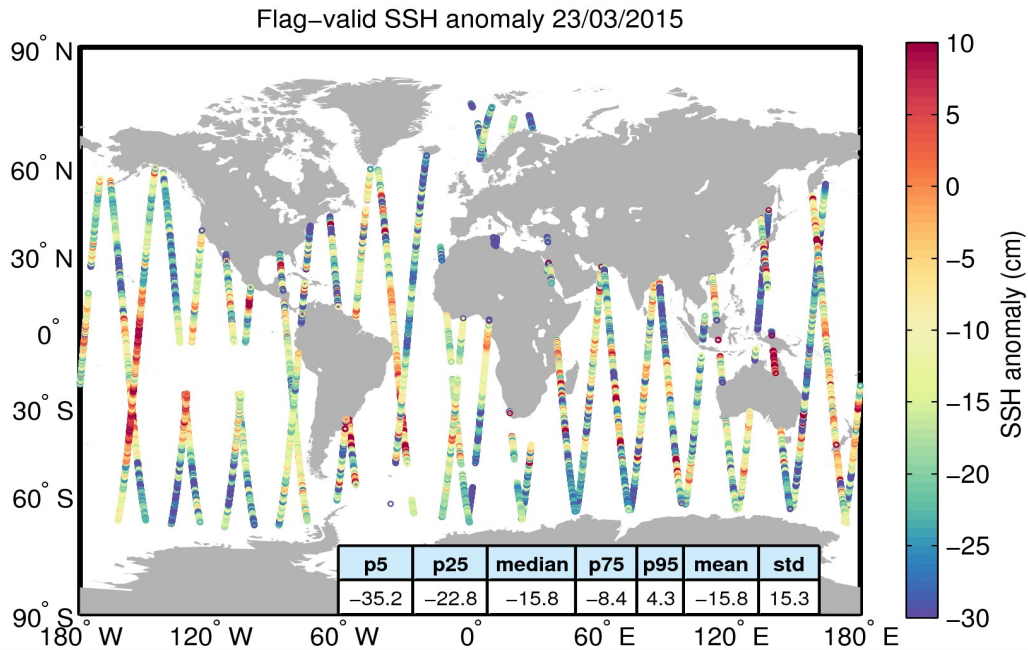 Flag−valid SSH anomaly 23/03/2015
90° N
60° N
30° N
0°
30° S
60° S
90° S
180° W
120° W
60° W
0°
60° E
120° E
180° E
p5 p25 median p75 p95 mean std
−35.2 −22.8 −15.8 −8.4 4.3 −15.8 15.3
10
5
0
−5
−10
−15
−20
−25
−30
SSH anomaly (cm)